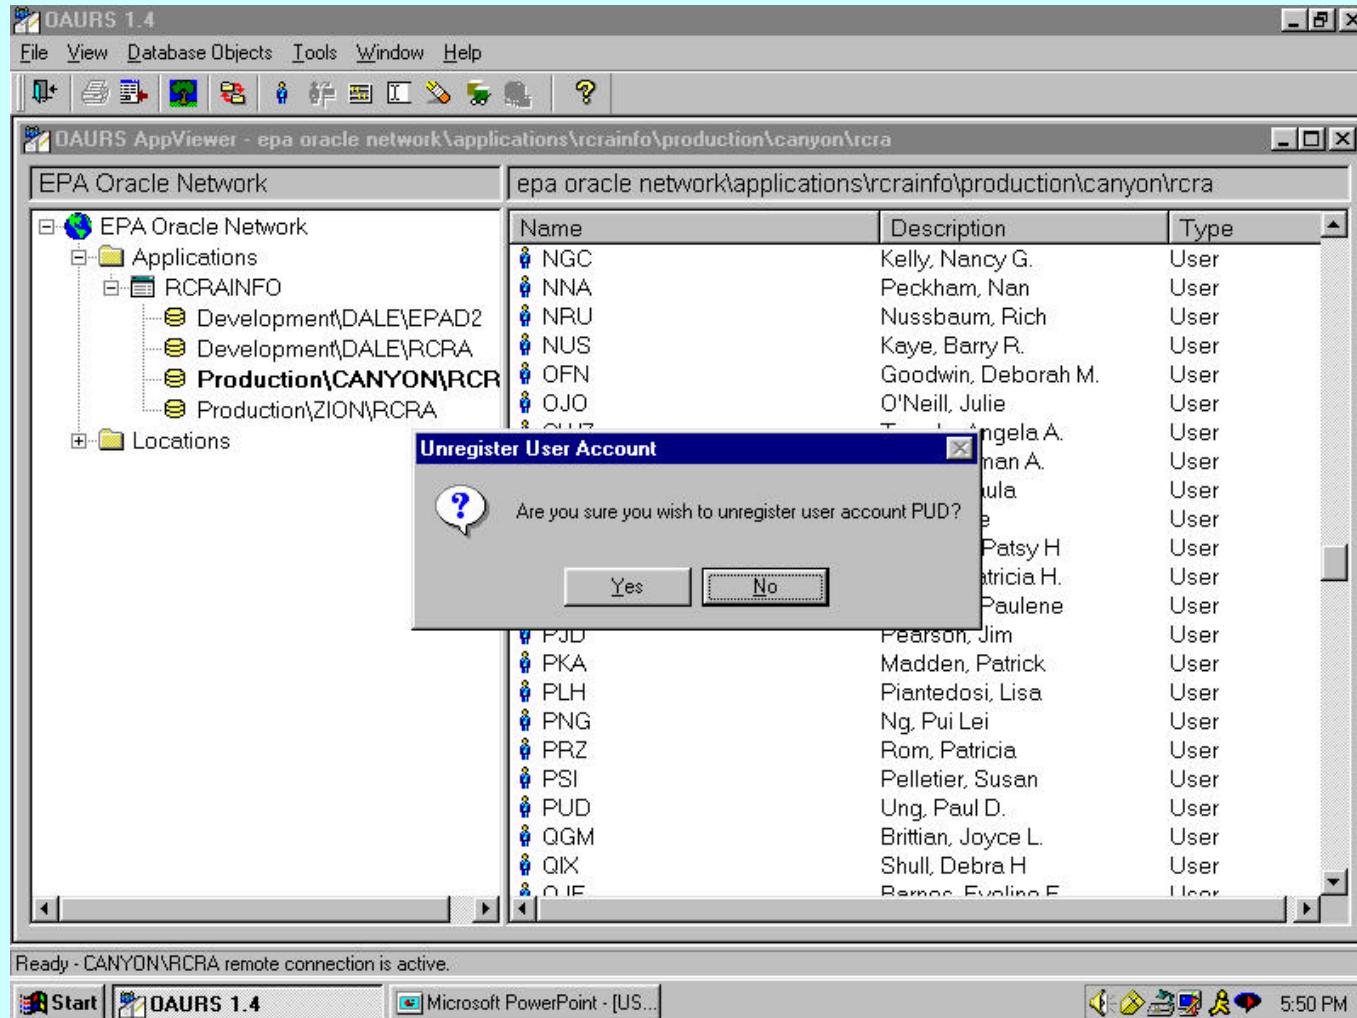 OAURS 1.4
File View Database Objects Tools Window Help
OAURS AppViewer - epa oracle network\applications\rcrainfo\production\canyon\rcra
EPA Oracle Network
epa oracle network\applications\rcrainfo\production\canyon\rcra
EPA Oracle Network
Applications
RCRAINFO
Development\DALE\EPAD2
Development\DALE\RCRA
Production\CANYON\RCR
Production\ZION\RCRA
Locations
Name Description Type
NGC Kelly, Nancy G. User
NNA Peckham, Nan User
NRU Nussbaum, Rich User
NUS Kaye, Barry R. User
OFN Goodwin, Deborah M. User
OJO O'Neill, Julie User
Angela A. User
man A. User
ula User
e User
Patsy H User
atricia H. User
Paulene User
PJD Pearson, Jim User
PKA Madden, Patrick User
PLH Piantedosi, Lisa User
PNG Ng, Pui Lei User
PRZ Rom, Patricia User
PSI Pelletier, Susan User
PUD Ung, Paul D. User
QGM Brittian, Joyce L. User
QIX Shull, Debra H User
User
Unregister User Account
Are you sure you wish to unregister user account PUD?
Yes No
Ready - CANYON\RCRA remote connection is active.
Start OAURS 1.4 Microsoft PowerPoint - [US... 5:50 PM